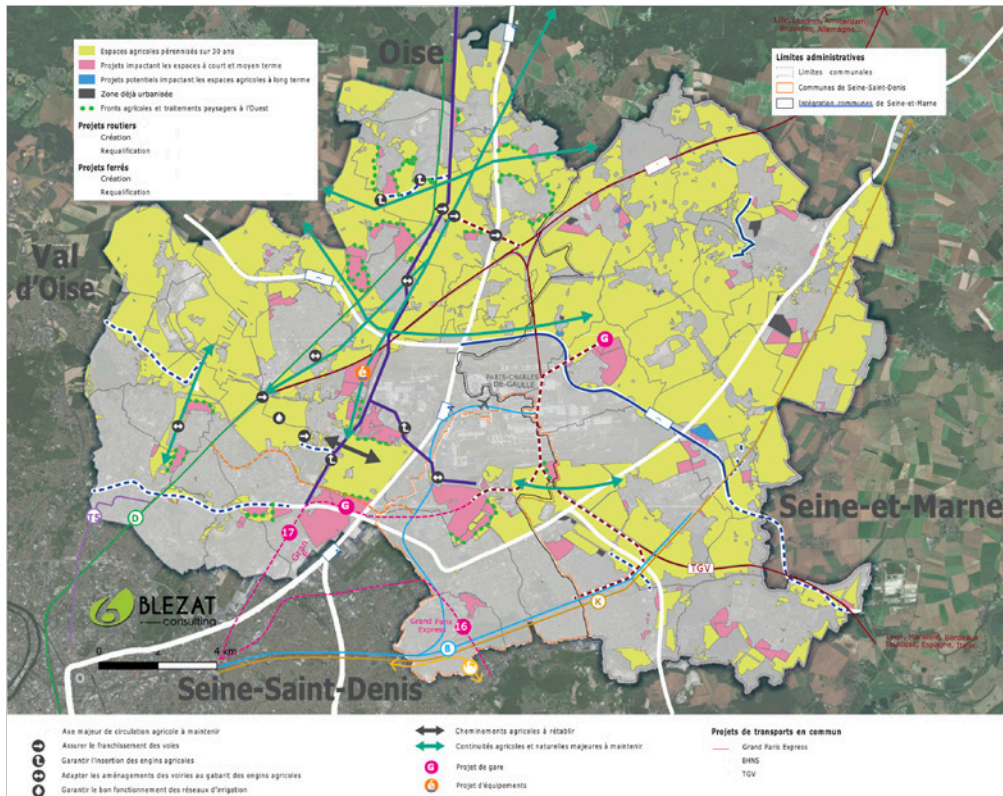 Oise
Lille, Londres, Amsterdam,
Bruxelles, Allemagne...
Espaces agricoles pérennisés sur 30 ans
Projets impactant les espaces à court et moyen terme
Projets potentiels impactant les espaces agricoles à long terme
Zone déjà urbanisée
Fronts agricoles et traitements paysagers à l'Ouest
Projets routiers
Création
Requalification
Projets ferrés
Création
Requalification
Limites administratives
Limites communales
Communes de Seine-Saint-Denis
Intégration communes de Seine-et-Marne
Val
d'Oise
G
PARIS-CHARLES
DE-GAULLE
Seine-et-Marne
D
G
17
Gran
TGV
BLEZAT
consulting
K
Grand Paris
Express
16
B
0 2 4 km
Seine-Saint-Denis
Axe majeur de circulation agricole à maintenir
Assurer le franchissement des voies
Garantir l'insertion des engins agricoles
Adapter les aménagements des voiries au gabarit des engins agricoles
Garantir le bon fonctionnement des réseaux d'irrigation
Cheminements agricoles à rétablir
Continuités agricoles et naturelles majeures à maintenir
G
Projet de gare
Projet d'équipements
Projets de transports en commun
Grand Paris Express
BHNS
TGV